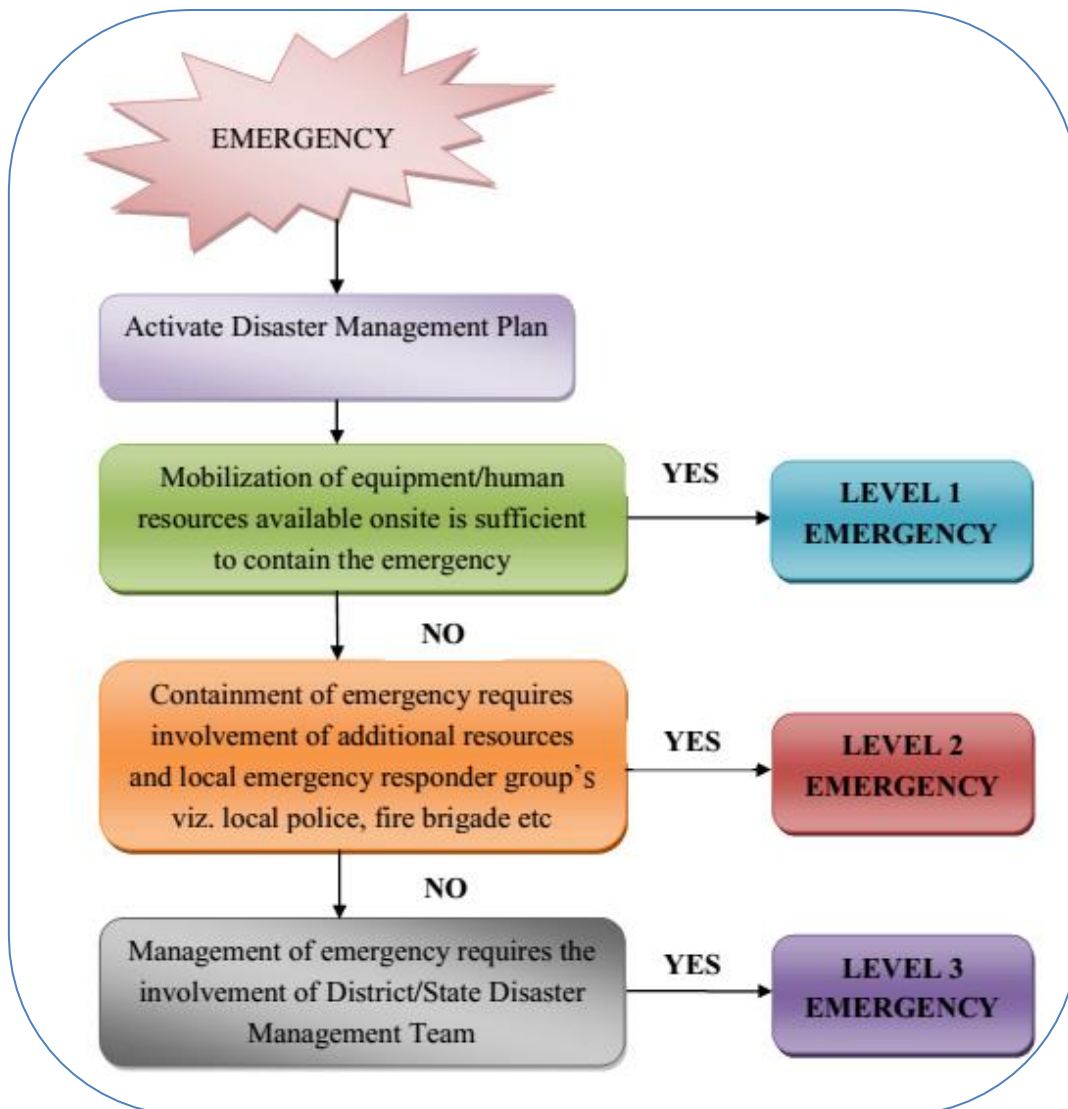 EMERGENCY
Activate Disaster Management Plan
Mobilization of equipment/human
resources available onsite is sufficient
to contain the emergency
YES
LEVEL 1
EMERGENCY
NO
Containment of emergency requires
involvement of additional resources
and local emergency responder group`s
viz. local police, fire brigade etc
YES
LEVEL 2
EMERGENCY
NO
Management of emergency requires the
involvement of District/State Disaster
Management Team
YES
LEVEL 3
EMERGENCY